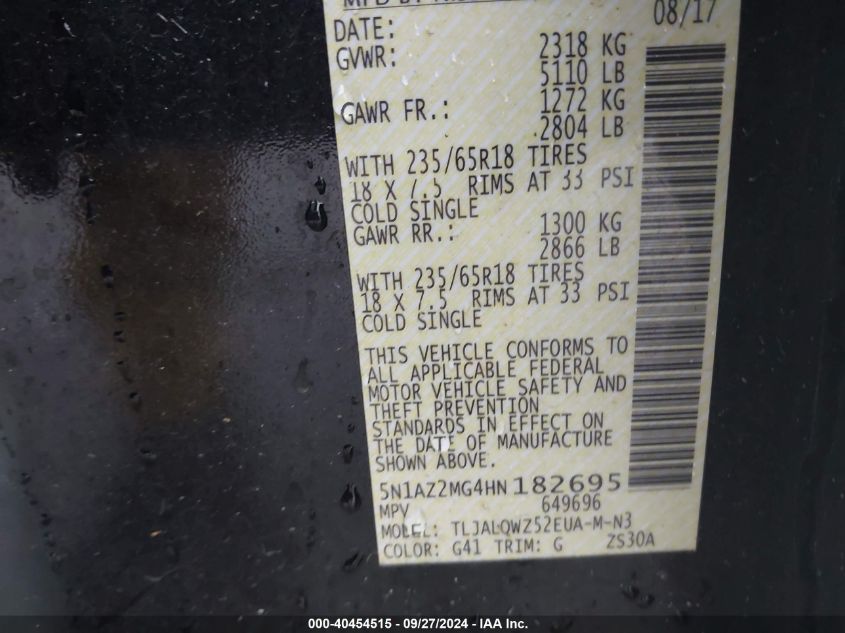 MFD BY
DATE: 08/17
GVWR: 2318 KG
5110 LB
GAWR FR.: 1272 KG
2804 LB
WITH 235/65R18 TIRES
18 X 7.5 RIMS AT 33 PSI
COLD SINGLE
GAWR RR.: 1300 KG
2866 LB
WITH 235/65R18 TIRES
18 X 7.5 RIMS AT 33 PSI
COLD SINGLE
THIS VEHICLE CONFORMS TO
ALL APPLICABLE FEDERAL
MOTOR VEHICLE SAFETY AND
THEFT PREVENTION
STANDARDS IN EFFECT ON
THE DATE OF MANUFACTURE
SHOWN ABOVE.
5N1AZ2MG4HN182695
MPV 649696
MODEL: TLJALQWZ52EUA-M-N3
COLOR: G41 TRIM: G ZS30A
000-40454515 - 09/27/2024 - IAA Inc.